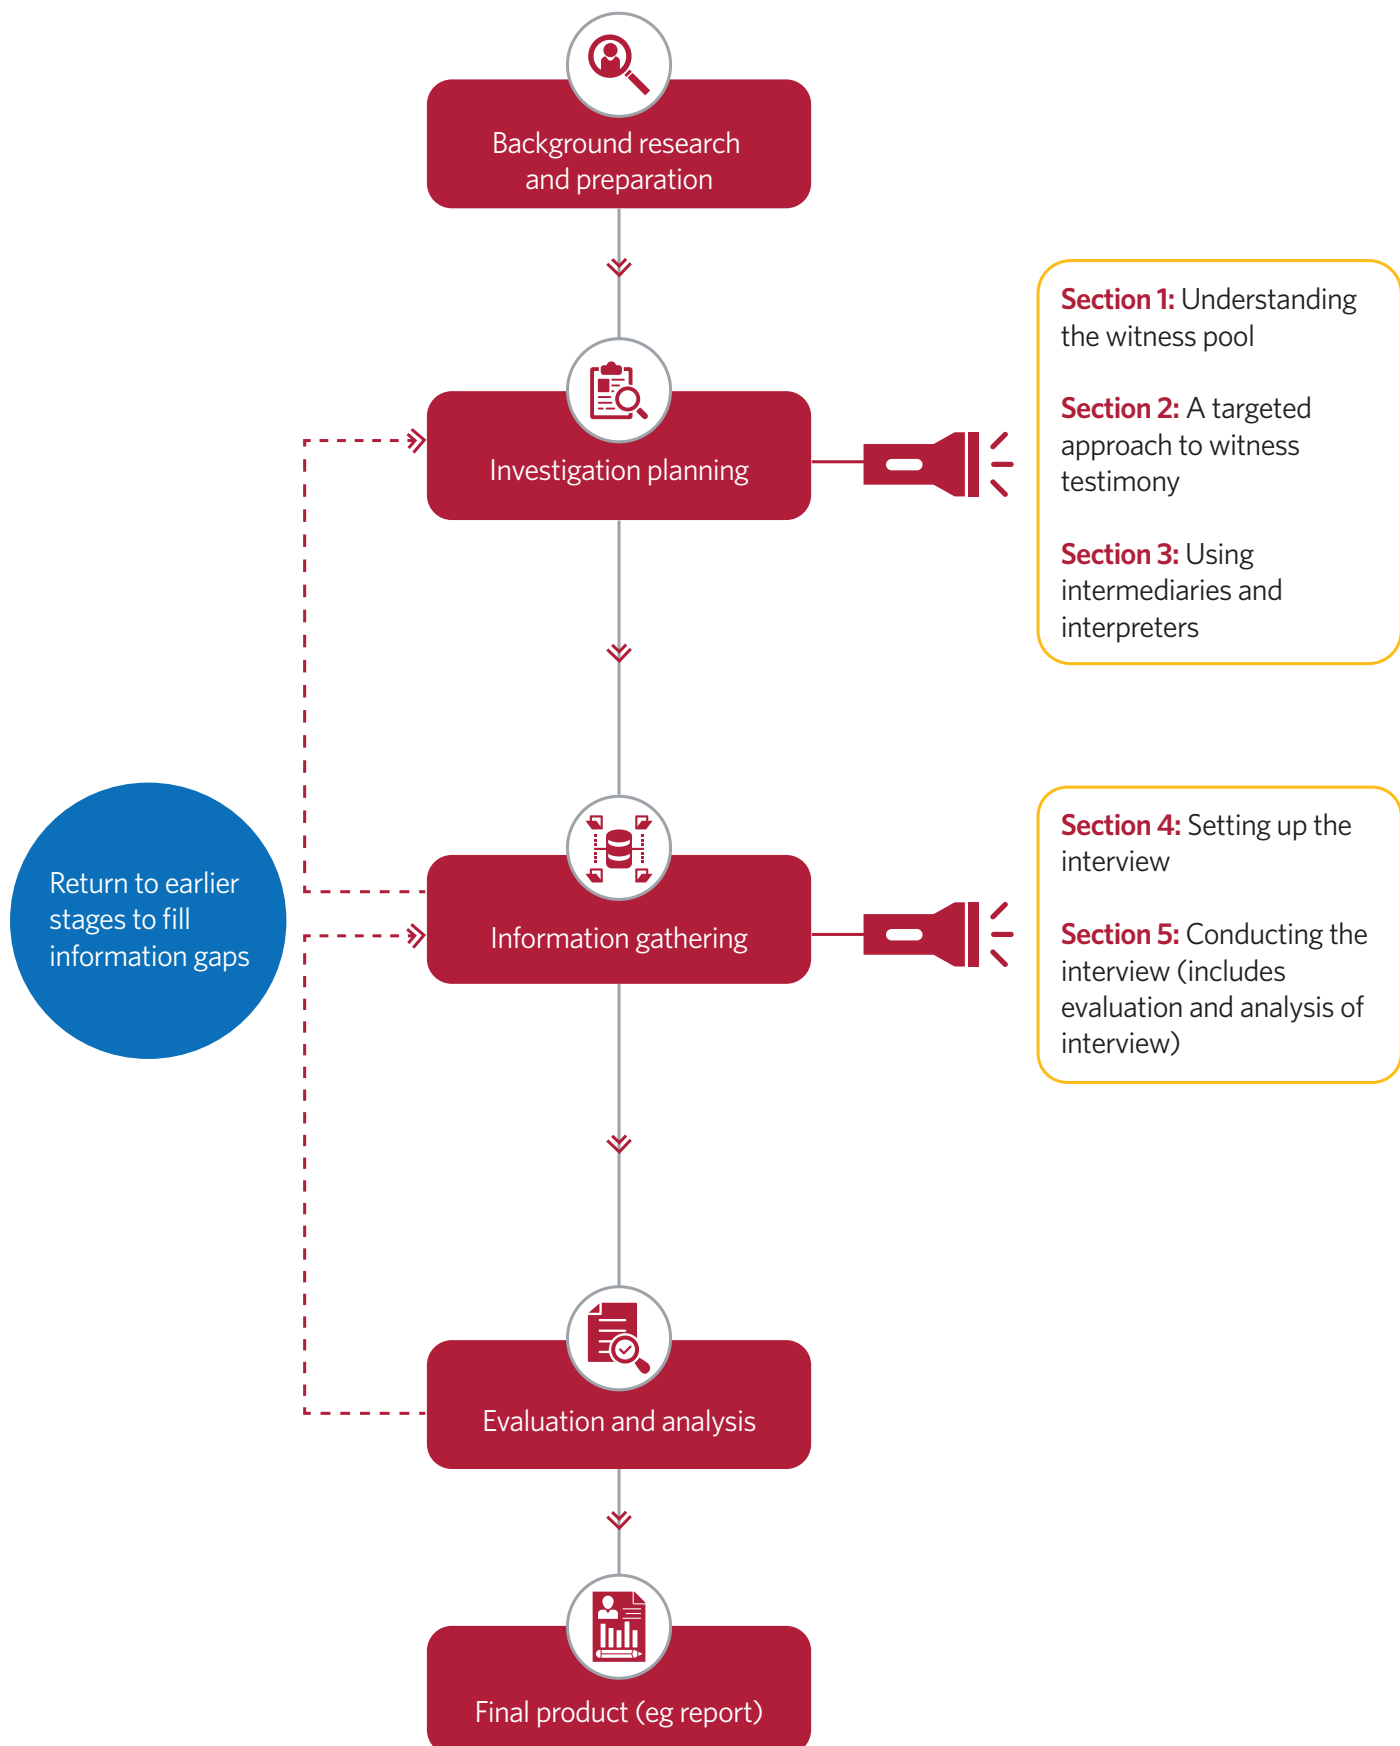 Background research
and preparation
Investigation planning
Section 1: Understanding
the witness pool
Section 2: A targeted
approach to witness
testimony
Section 3: Using
intermediaries and
interpreters
Return to earlier
stages to fill
information gaps
Information gathering
Section 4: Setting up the
interview
Section 5: Conducting the
interview (includes
evaluation and analysis of
interview)
Evaluation and analysis
Final product (eg report)